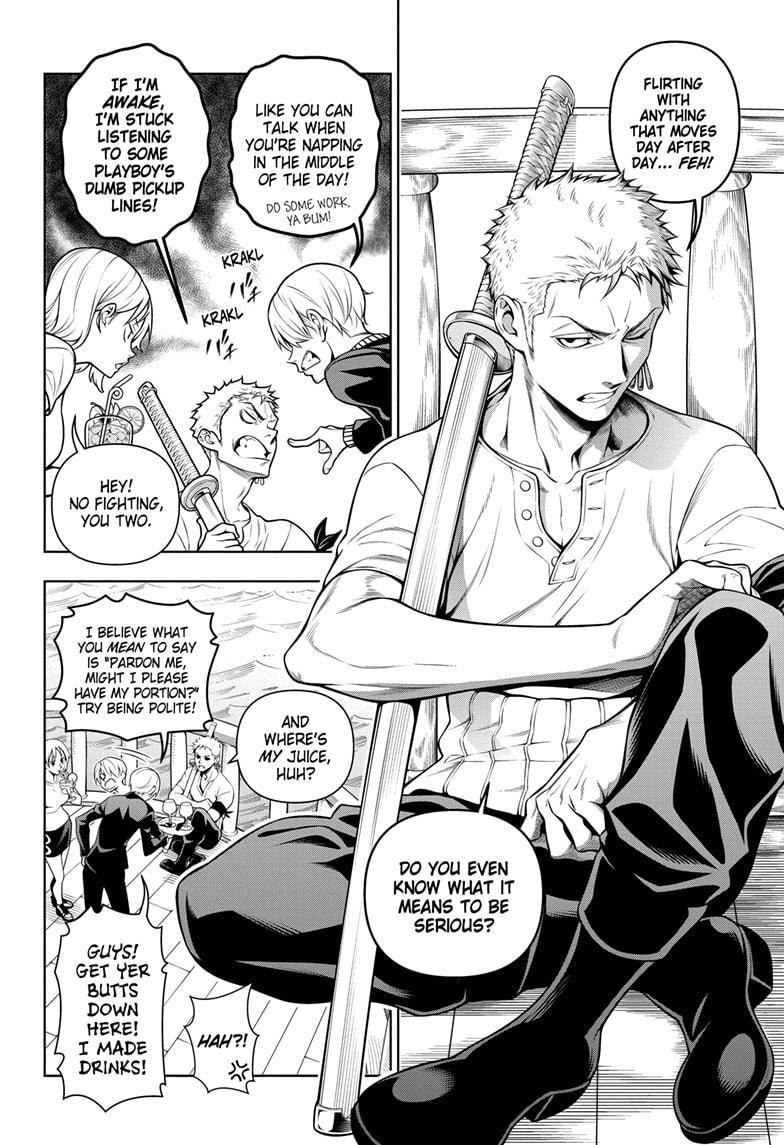 FLIRTING
WITH
ANYTHING
THAT MOVES
DAY AFTER
DAY... FEH!
DO YOU EVEN
KNOW WHAT IT
MEANS TO BE
SERIOUS?
LIKE YOU CAN
TALK WHEN
YOU'RE NAPPING
IN THE MIDDLE
OF THE DAY!
DO SOME WORK,
YA BUM!
IF I'M
AWAKE,
I'M STUCK
LISTENING
TO SOME
PLAYBOY'S
DUMB PICKUP
LINES!
KRAKL
KRAKL
HEY!
NO FIGHTING,
YOU TWO.
AND
WHERE'S
MY JUICE,
HUH?
I BELIEVE WHAT
YOU MEAN TO SAY
IS "PARDON ME,
MIGHT I PLEASE
HAVE MY PORTION?"
TRY BEING POLITE!
HAH?!
GUYS!
GET YER
BUTTS
DOWN
HERE!
I MADE
DRINKS!